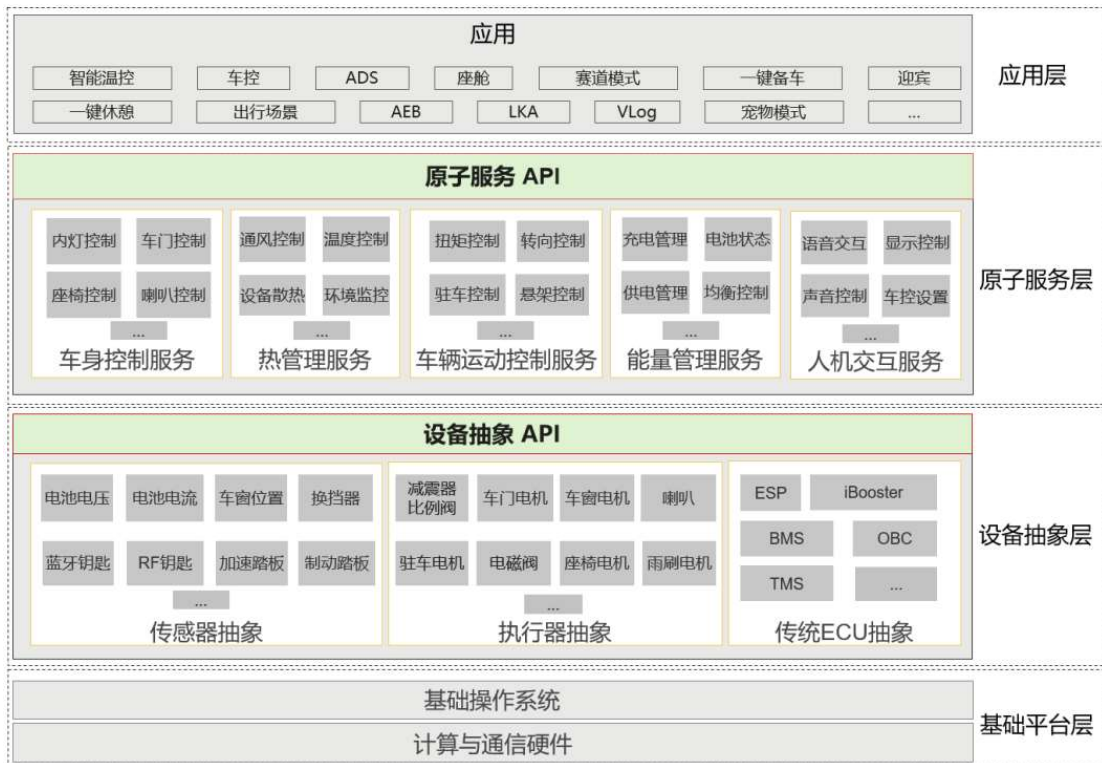 应用
应用层
智能温控 车控 ADS 座舱 赛道模式 一键备车 迎宾
一键休憩 出行场景 AEB LKA VLog 宠物模式 ...
原子服务 API
原子服务层
内灯控制 车门控制 通风控制 温度控制 扭矩控制 转向控制 充电管理 电池状态 语音交互 显示控制
座椅控制 喇叭控制 设备散热 环境监控 驻车控制 悬架控制 供电管理 均衡控制 声音控制 车控设置
... ... ... ... ...
车身控制服务 热管理服务 车辆运动控制服务 能量管理服务 人机交互服务
设备抽象 API
设备抽象层
电池电压 电池电流 车窗位置 换挡器 减震器比例阀 车门电机 车窗电机 喇叭 ESP iBooster
BMS OBC
蓝牙钥匙 RF钥匙 加速踏板 制动踏板 驻车电机 电磁阀 座椅电机 雨刷电机 TMS ...
... ...
传感器抽象 执行器抽象 传统ECU抽象
基础操作系统
基础平台层
计算与通信硬件